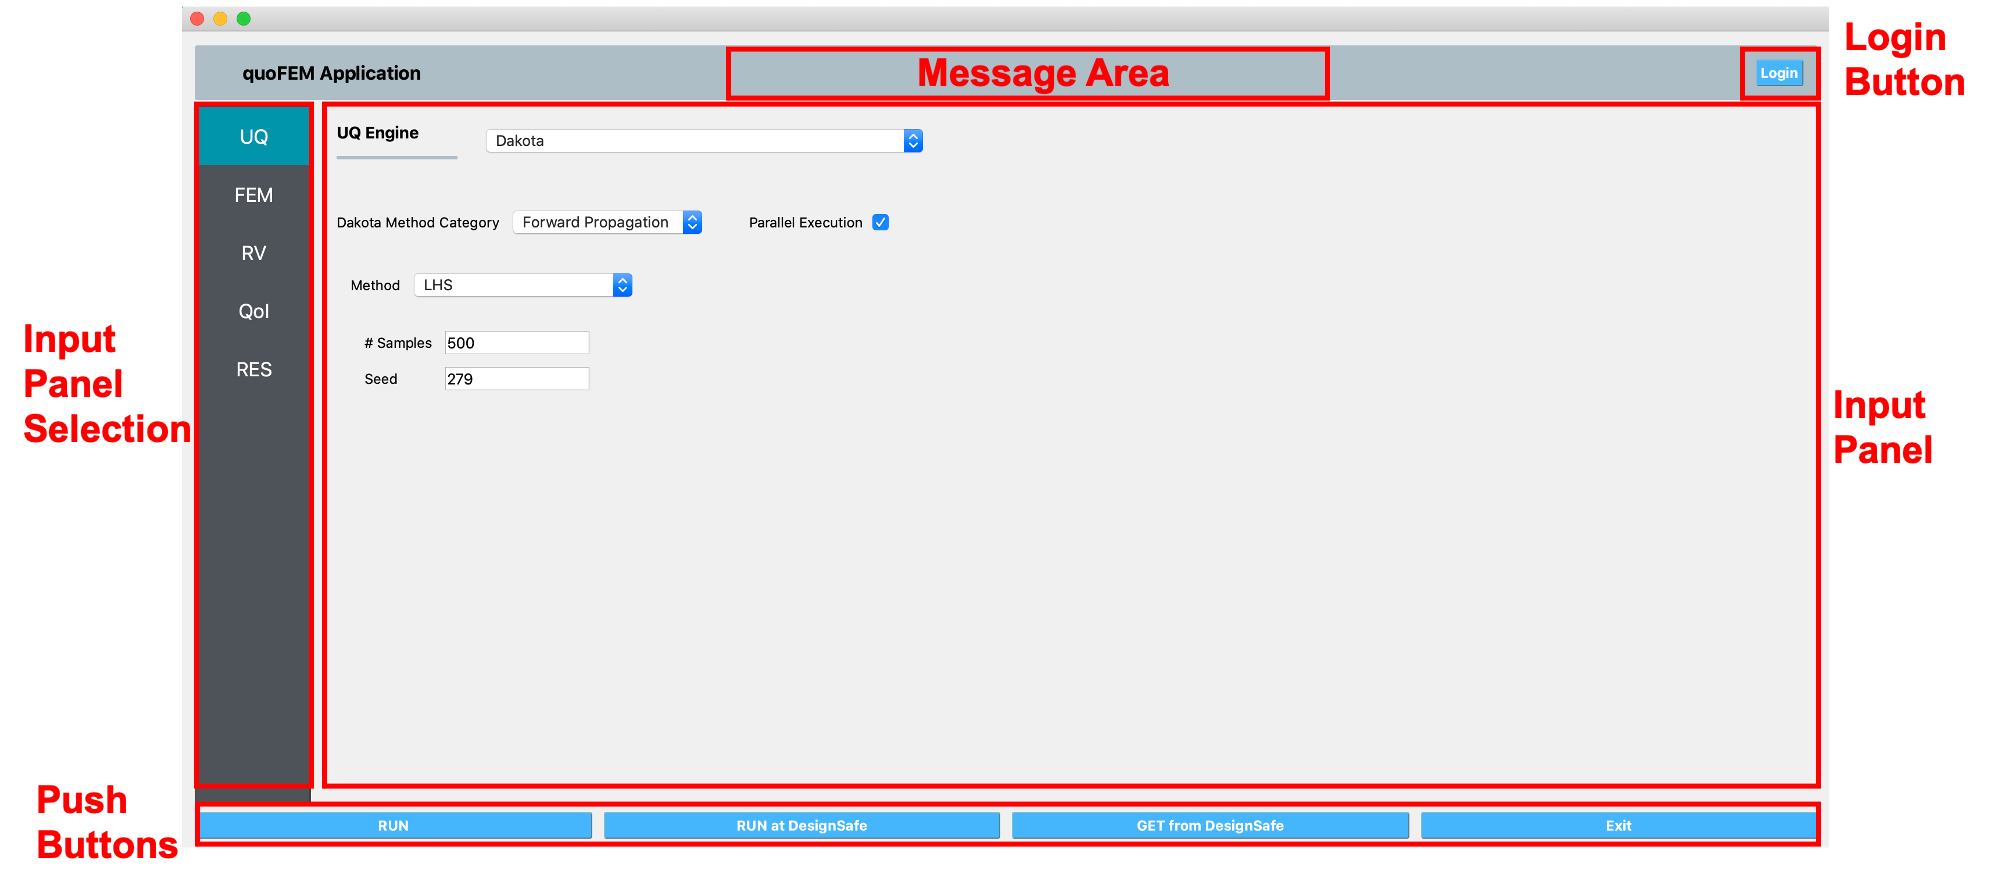 quoFEM Application
Message Area
Login
Login
Button
UQ
FEM
RV
QoI
RES
Input
Panel
Selection
UQ Engine
Dakota
Dakota Method Category
Forward Propagation
Parallel Execution
Method
LHS
# Samples
500
Seed
279
Input
Panel
Push
Buttons
RUN
RUN at DesignSafe
GET from DesignSafe
Exit